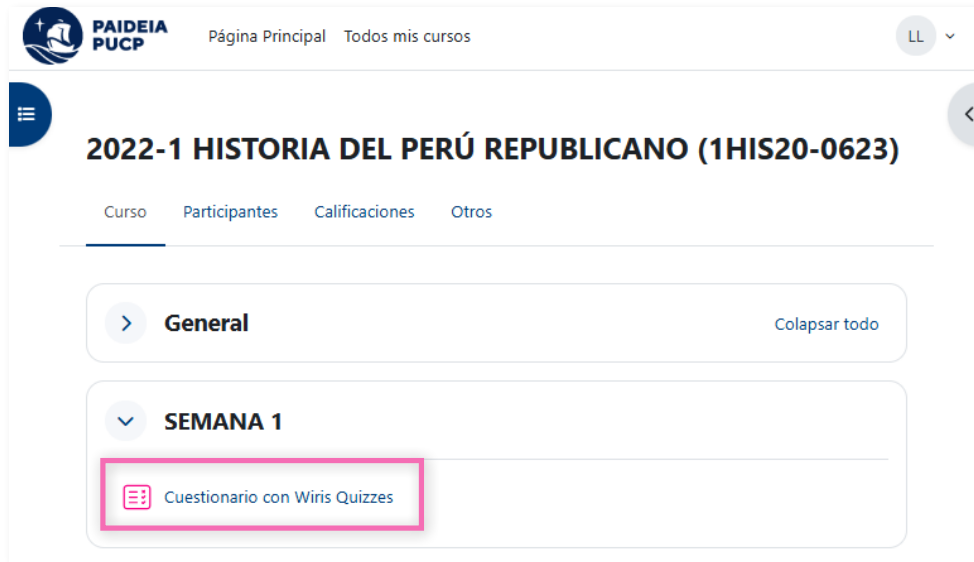 PAIDEIA
PUCP
Página Principal Todos mis cursos
LL
2022-1 HISTORIA DEL PERÚ REPUBLICANO (1HIS20-0623)
Curso Participantes Calificaciones Otros
General Colapsar todo
SEMANA 1
Cuestionario con Wiris Quizzes